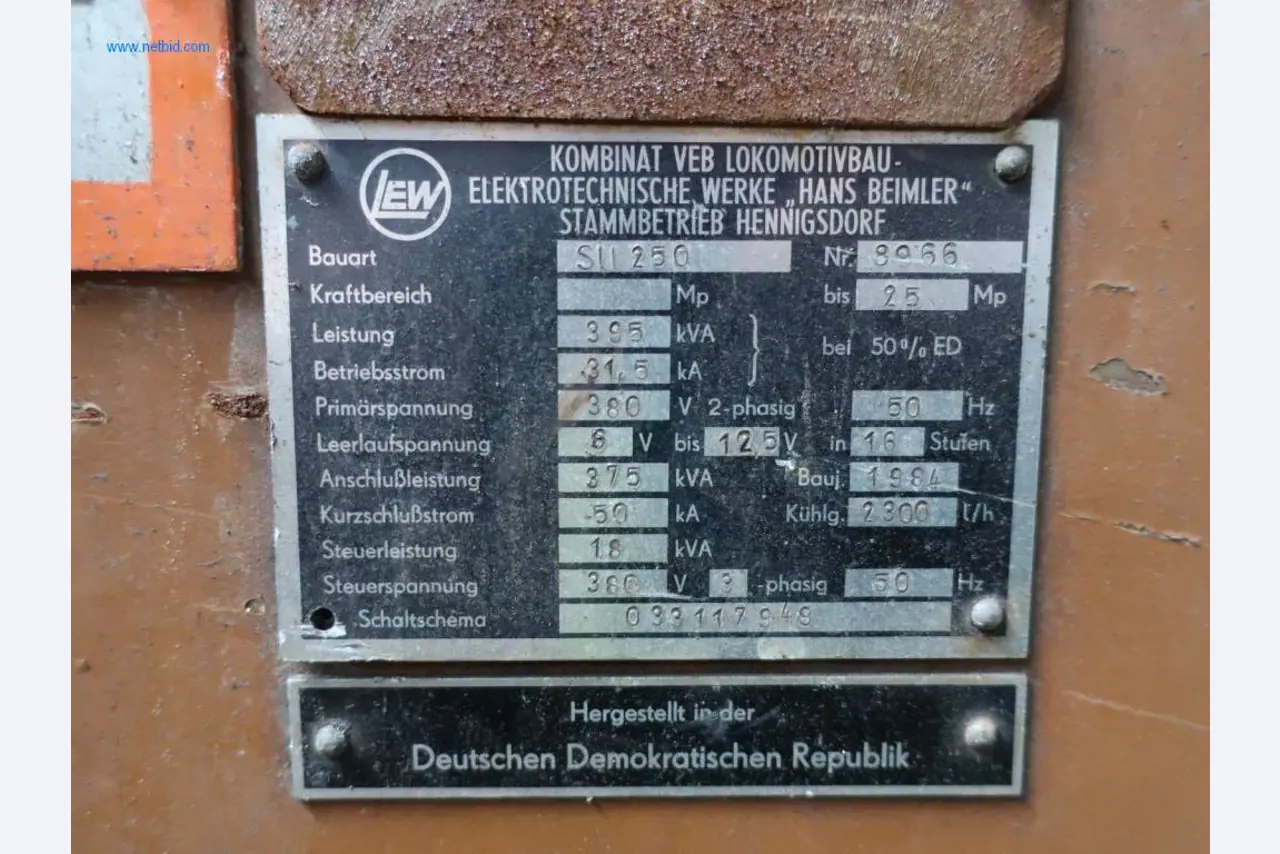 www.netbid.com
LEW
KOMBINAT VEB LOKOMOTIVBAU-
ELEKTROTECHNISCHE WERKE „HANS BEIMLER“
STAMMBETRIEB HENNIGSDORF
Bauart SU 250 Nr. 8966
Kraftbereich Mp bis 25 Mp
Leistung 395 kVA
bei 50% ED
Betriebsstrom 31,5 kA
Primärspannung 380 V 2-phasig 50 Hz
Leerlaufspannung 6 V bis 12,5 V in 16 Stufen
Anschlußleistung 375 kVA Bauj. 1984
Kurzschlußstrom 50 kA Kühlg. 2300 l/h
Steuerleistung 18 kVA
Steuerspannung 380 V 3-phasig 50 Hz
Schaltschema 033117948
Hergestellt in der
Deutschen Demokratischen Republik